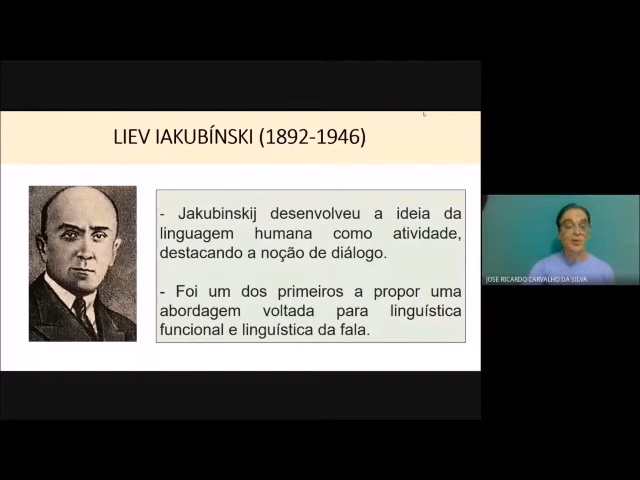 LIEV IAKUBÍNSKI (1892-1946)
- Jakubinskij desenvolveu a ideia da
linguagem humana como atividade,
destacando a noção de diálogo.
- Foi um dos primeiros a propor uma
abordagem voltada para linguística
funcional e linguística da fala.
JOSE RICARDO CARVALHO DA SILVA